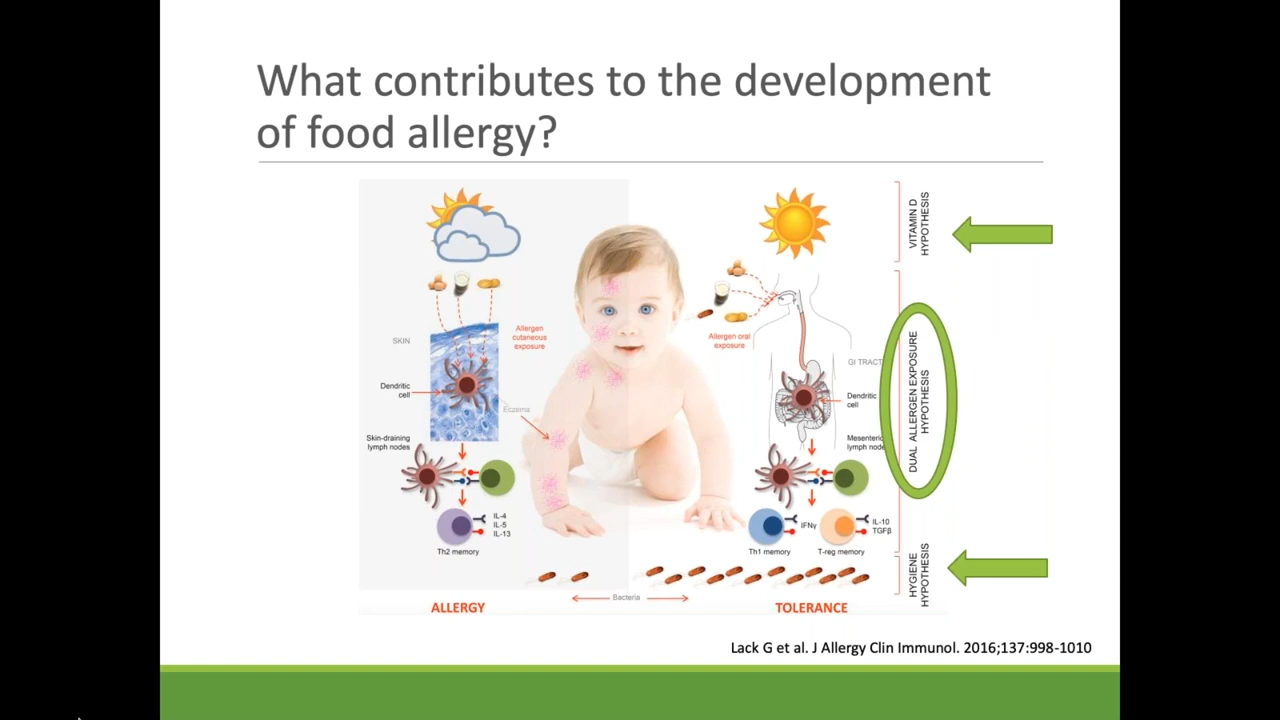 What contributes to the development
of food allergy?
VITAMIN D
HYPOTHESIS
Allergen
cutaneous
exposure
SKIN
Allergen oral
exposure
GI TRACT
DUAL ALLERGEN EXPOSURE
HYPOTHESIS
Dendritic
cell
Eczema
Dendritic
cell
Skin-draining
lymph nodes
Mesenteric
lymph node
IL-4
IL-5
IL-13
Th2 memory
IFNγ
IL-10
TGFβ
Th1 memory
T-reg memory
HYGIENE
HYPOTHESIS
Bacteria
ALLERGY
TOLERANCE
Lack G et al. J Allergy Clin Immunol. 2016;137:998-1010